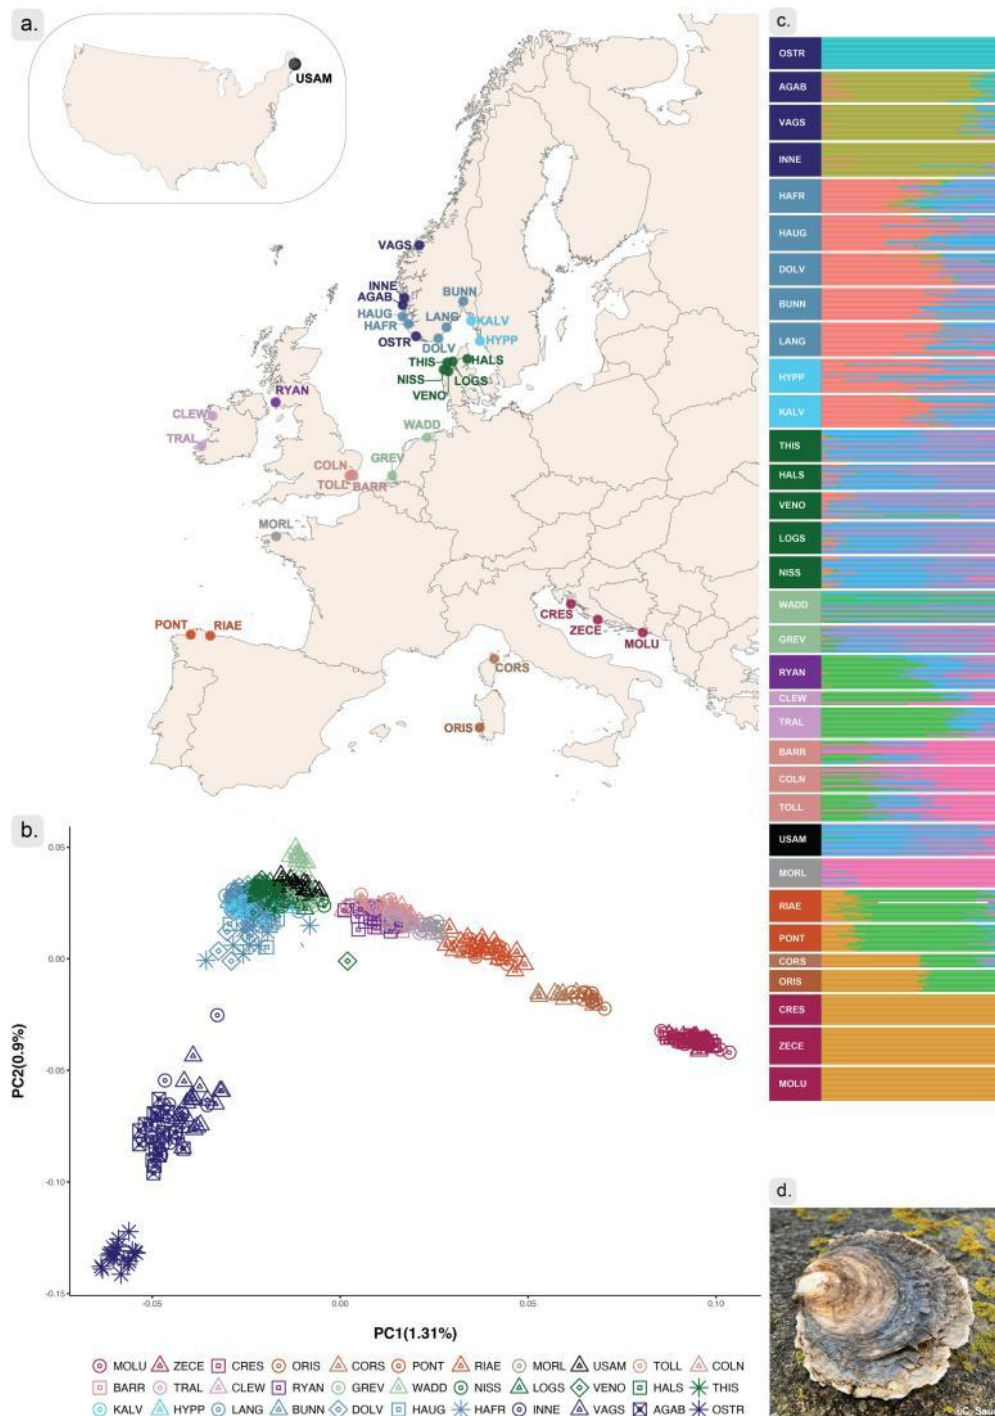 a.
USAM
VAGS
INNE
AGAB
HAUG
HAFR
OSTR
BUNN
LANG
KALV
DOLV
HYPP
THIS
HALS
NISS
LOGS
VENO
RYAN
CLEW
TRAL
WADD
GREV
COLN
TOLL
BARR
MORL
PONT
RIAE
CRES
ZECE
MOLU
CORS
ORIS
b.
0.05
0.00
-0.05
-0.10
-0.15
PC2(0.9%)
-0.05 0.00 0.05 0.10
PC1(1.31%)
MOLU ZECE CRES ORIS CORS PONT RIAE MORL USAM TOLL COLN
BARR TRAL CLEW RYAN GREV WADD NISS LOGS VENO HALS THIS
KALV HYPP LANG BUNN DOLV HAUG HAFR INNE VAGS AGAB OSTR
c.
OSTR
AGAB
VAGS
INNE
HAFR
HAUG
DOLV
BUNN
LANG
HYPP
KALV
THIS
HALS
VENO
LOGS
NISS
WADD
GREV
RYAN
CLEW
TRAL
BARR
COLN
TOLL
USAM
MORL
RIAE
PONT
CORS
ORIS
CRES
ZECE
MOLU
d.